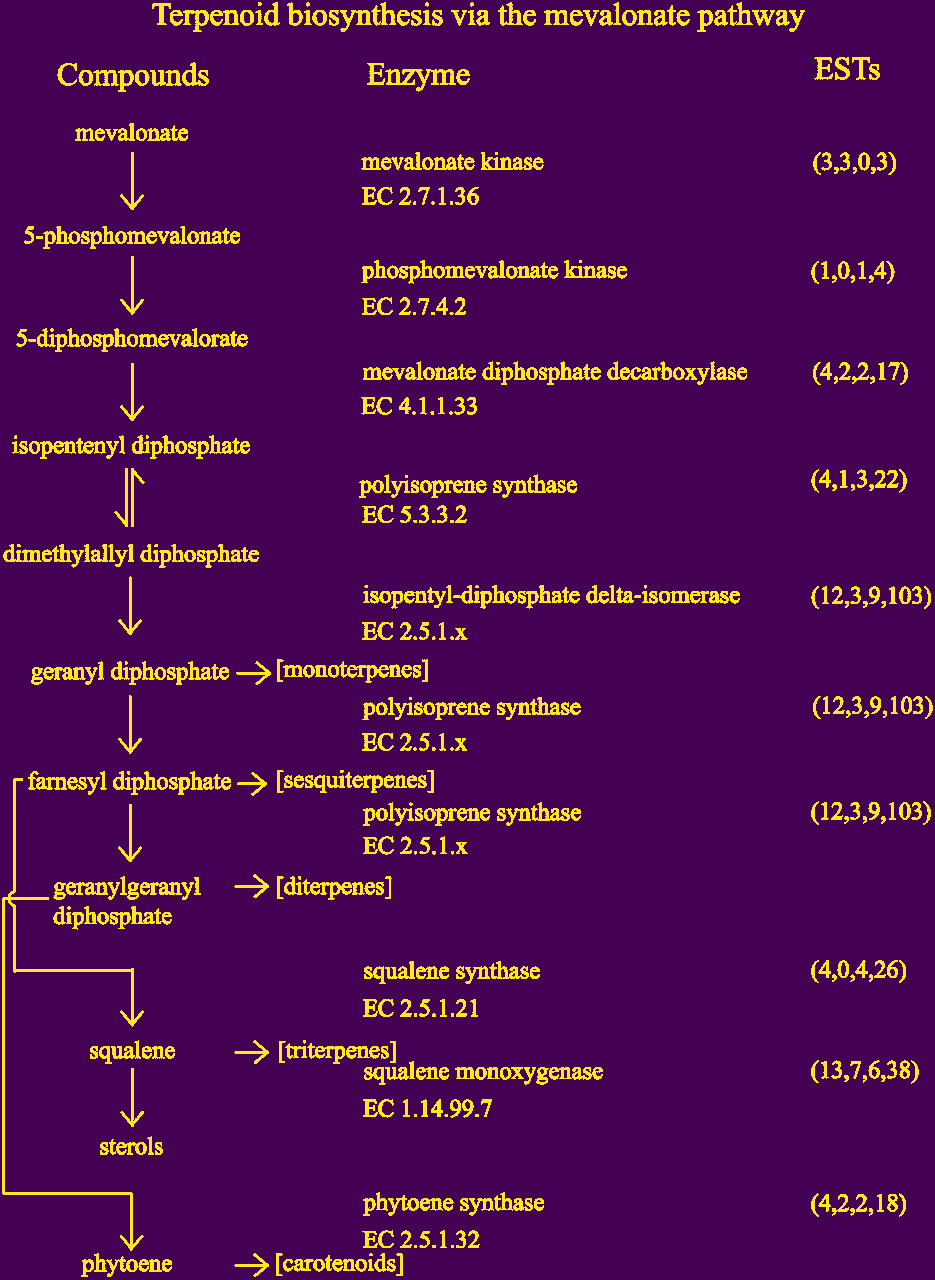 Terpenoid biosynthesis via the mevalonate pathway
Compounds Enzyme ESTs
mevalonate
mevalonate kinase (3,3,0,3)
EC 2.7.1.36
5-phosphomevalonate
phosphomevalonate kinase (1,0,1,4)
EC 2.7.4.2
5-diphosphomevalorate
mevalonate diphosphate decarboxylase (4,2,2,17)
EC 4.1.1.33
isopentenyl diphosphate
polyisoprene synthase (4,1,3,22)
EC 5.3.3.2
dimethylallyl diphosphate
isopentyl-diphosphate delta-isomerase (12,3,9,103)
EC 2.5.1.x
geranyl diphosphate [monoterpenes]
polyisoprene synthase (12,3,9,103)
EC 2.5.1.x
farnesyl diphosphate [sesquiterpenes]
polyisoprene synthase (12,3,9,103)
EC 2.5.1.x
geranylgeranyl [diterpenes]
diphosphate
squalene synthase (4,0,4,26)
EC 2.5.1.21
squalene [triterpenes]
squalene monoxygenase (13,7,6,38)
EC 1.14.99.7
sterols
phytoene synthase (4,2,2,18)
EC 2.5.1.32
phytoene [carotenoids]